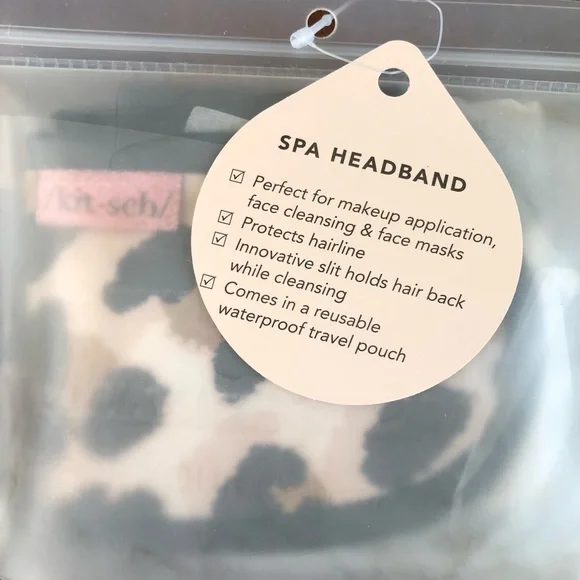 SPA HEADBAND
☑ Perfect for makeup application,
face cleansing & face masks
☑ Protects hairline
☑ Innovative slit holds hair back
while cleansing
☑ Comes in a reusable
waterproof travel pouch
/kit-sch/